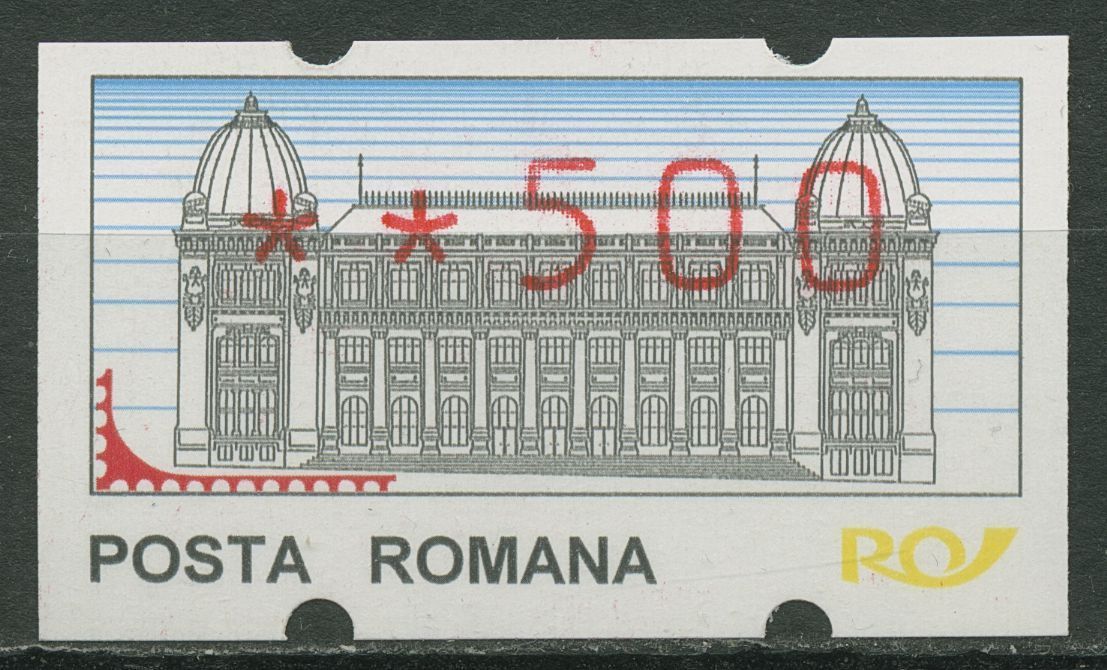 * *500
POSTA ROMANA
RO